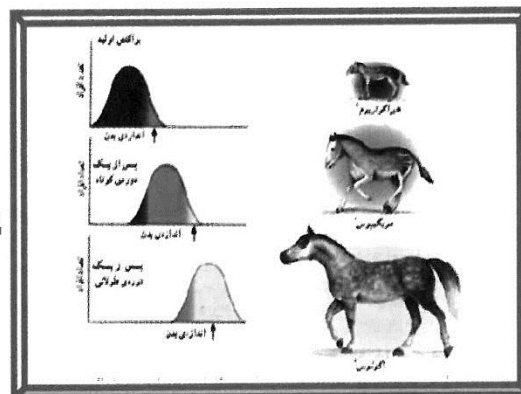 پراکنش اولیه
تعداد افراد
اندازه‌ی بدن
هیراکوتریوم
پس از یک
دوره‌ی کوتاه
تعداد افراد
اندازه‌ی بدن
مریکیپوس
پس از یک
دوره‌ی طولانی
تعداد افراد
اندازه‌ی بدن
اکوئوس